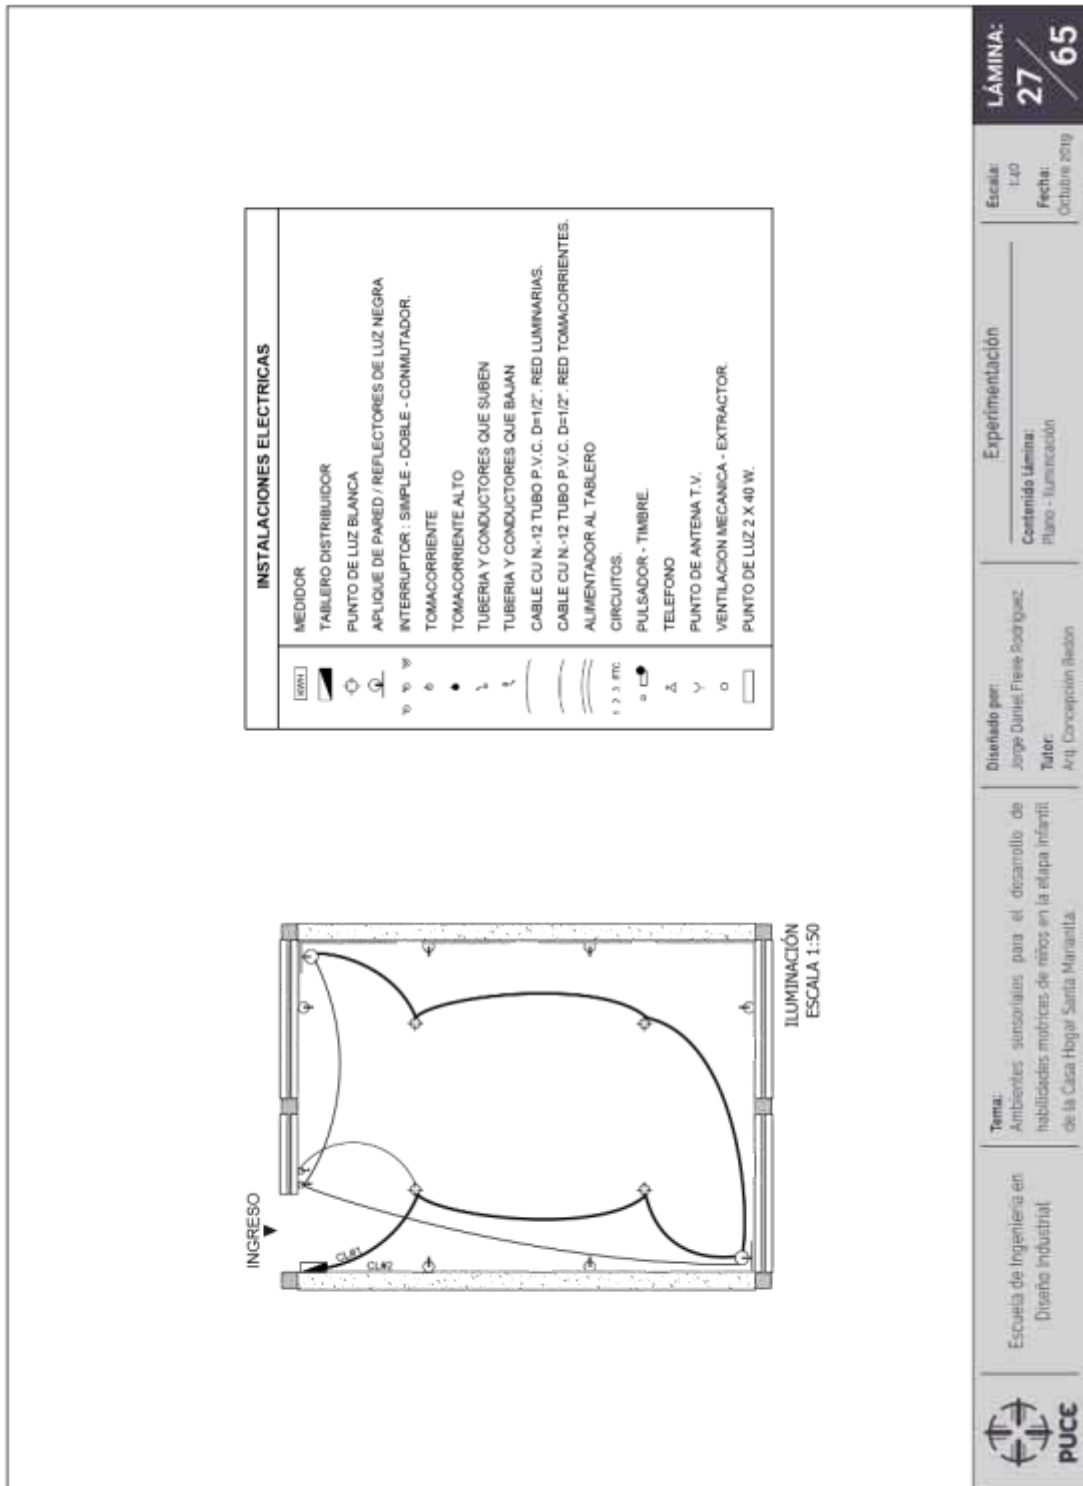 INSTALACIONES ELECTRICAS
KWH MEDIDOR
TABLERO DISTRIBUIDOR
PUNTO DE LUZ BLANCA
APLIQUE DE PARED / REFLECTORES DE LUZ NEGRA
INTERRUPTOR : SIMPLE - DOBLE - CONMUTADOR.
TOMACORRIENTE
TOMACORRIENTE ALTO
TUBERIA Y CONDUCTORES QUE SUBEN
TUBERIA Y CONDUCTORES QUE BAJAN
CABLE CU N.-12 TUBO P.V.C. D=1/2". RED LUMINARIAS.
CABLE CU N.-12 TUBO P.V.C. D=1/2". RED TOMACORRIENTES.
ALIMENTADOR AL TABLERO
1 2 3 ETC. CIRCUITOS.
PULSADOR - TIMBRE.
TELEFONO
PUNTO DE ANTENA T.V.
VENTILACION MECANICA - EXTRACTOR.
PUNTO DE LUZ 2 X 40 W.
INGRESO
CL#1
CL#2
ILUMINACIÓN
ESCALA 1:50
PUCE
Escuela de Ingeniería en
Diseño Industrial
Tema:
Ambientes sensoriales para el desarrollo de
habilidades motrices de niños en la etapa infantil
de la Casa Hogar Santa Marianita.
Diseñado por:
Jorge Daniel Freire Rodríguez
Tutor:
Arq. Concepción Bedón
Experimentación
Contenido lámina:
Plano - Iluminación
Escala:
1:40
Fecha:
Octubre 2019
LÁMINA:
27/65